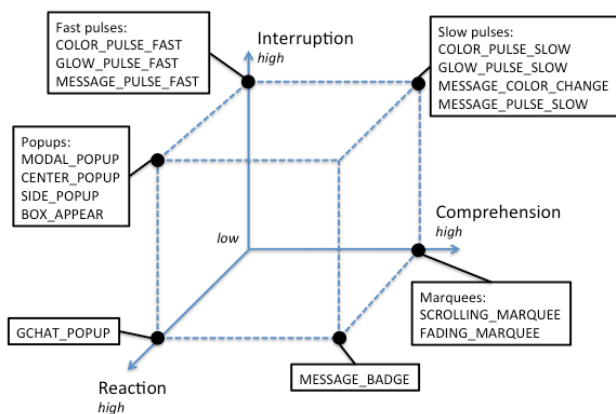 Fast pulses:
COLOR_PULSE_FAST
GLOW_PULSE_FAST
MESSAGE_PULSE_FAST
Interruption
high
Slow pulses:
COLOR_PULSE_SLOW
GLOW_PULSE_SLOW
MESSAGE_COLOR_CHANGE
MESSAGE_PULSE_SLOW
Popups:
MODAL_POPUP
CENTER_POPUP
SIDE_POPUP
BOX_APPEAR
Comprehension
high
low
Marquees:
SCROLLING_MARQUEE
FADING_MARQUEE
GCHAT_POPUP
MESSAGE_BADGE
Reaction
high